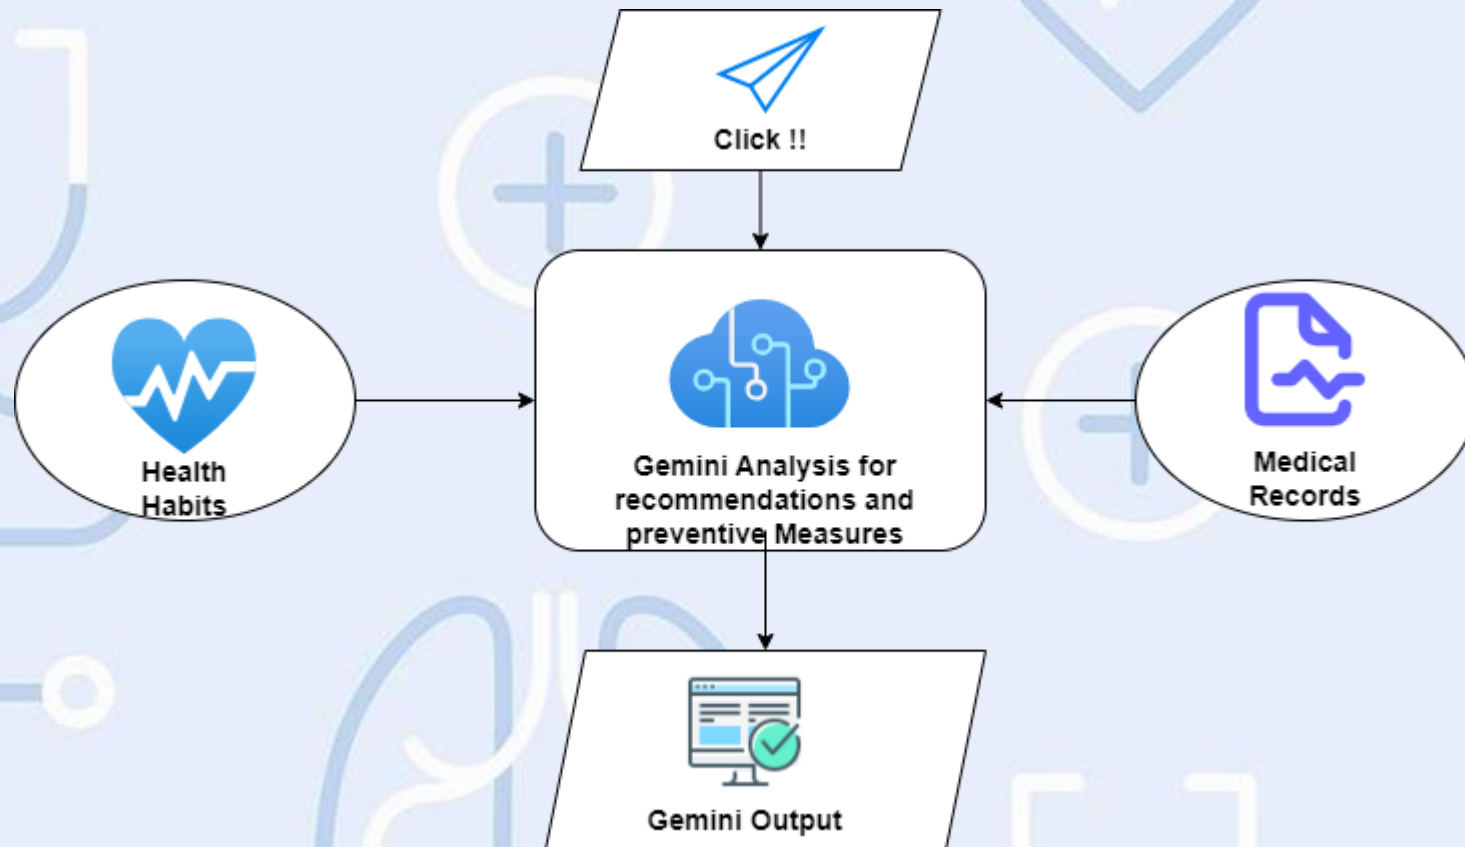 Click !!
Health
Habits
Gemini Analysis for
recommendations and
preventive Measures
Medical
Records
Gemini Output